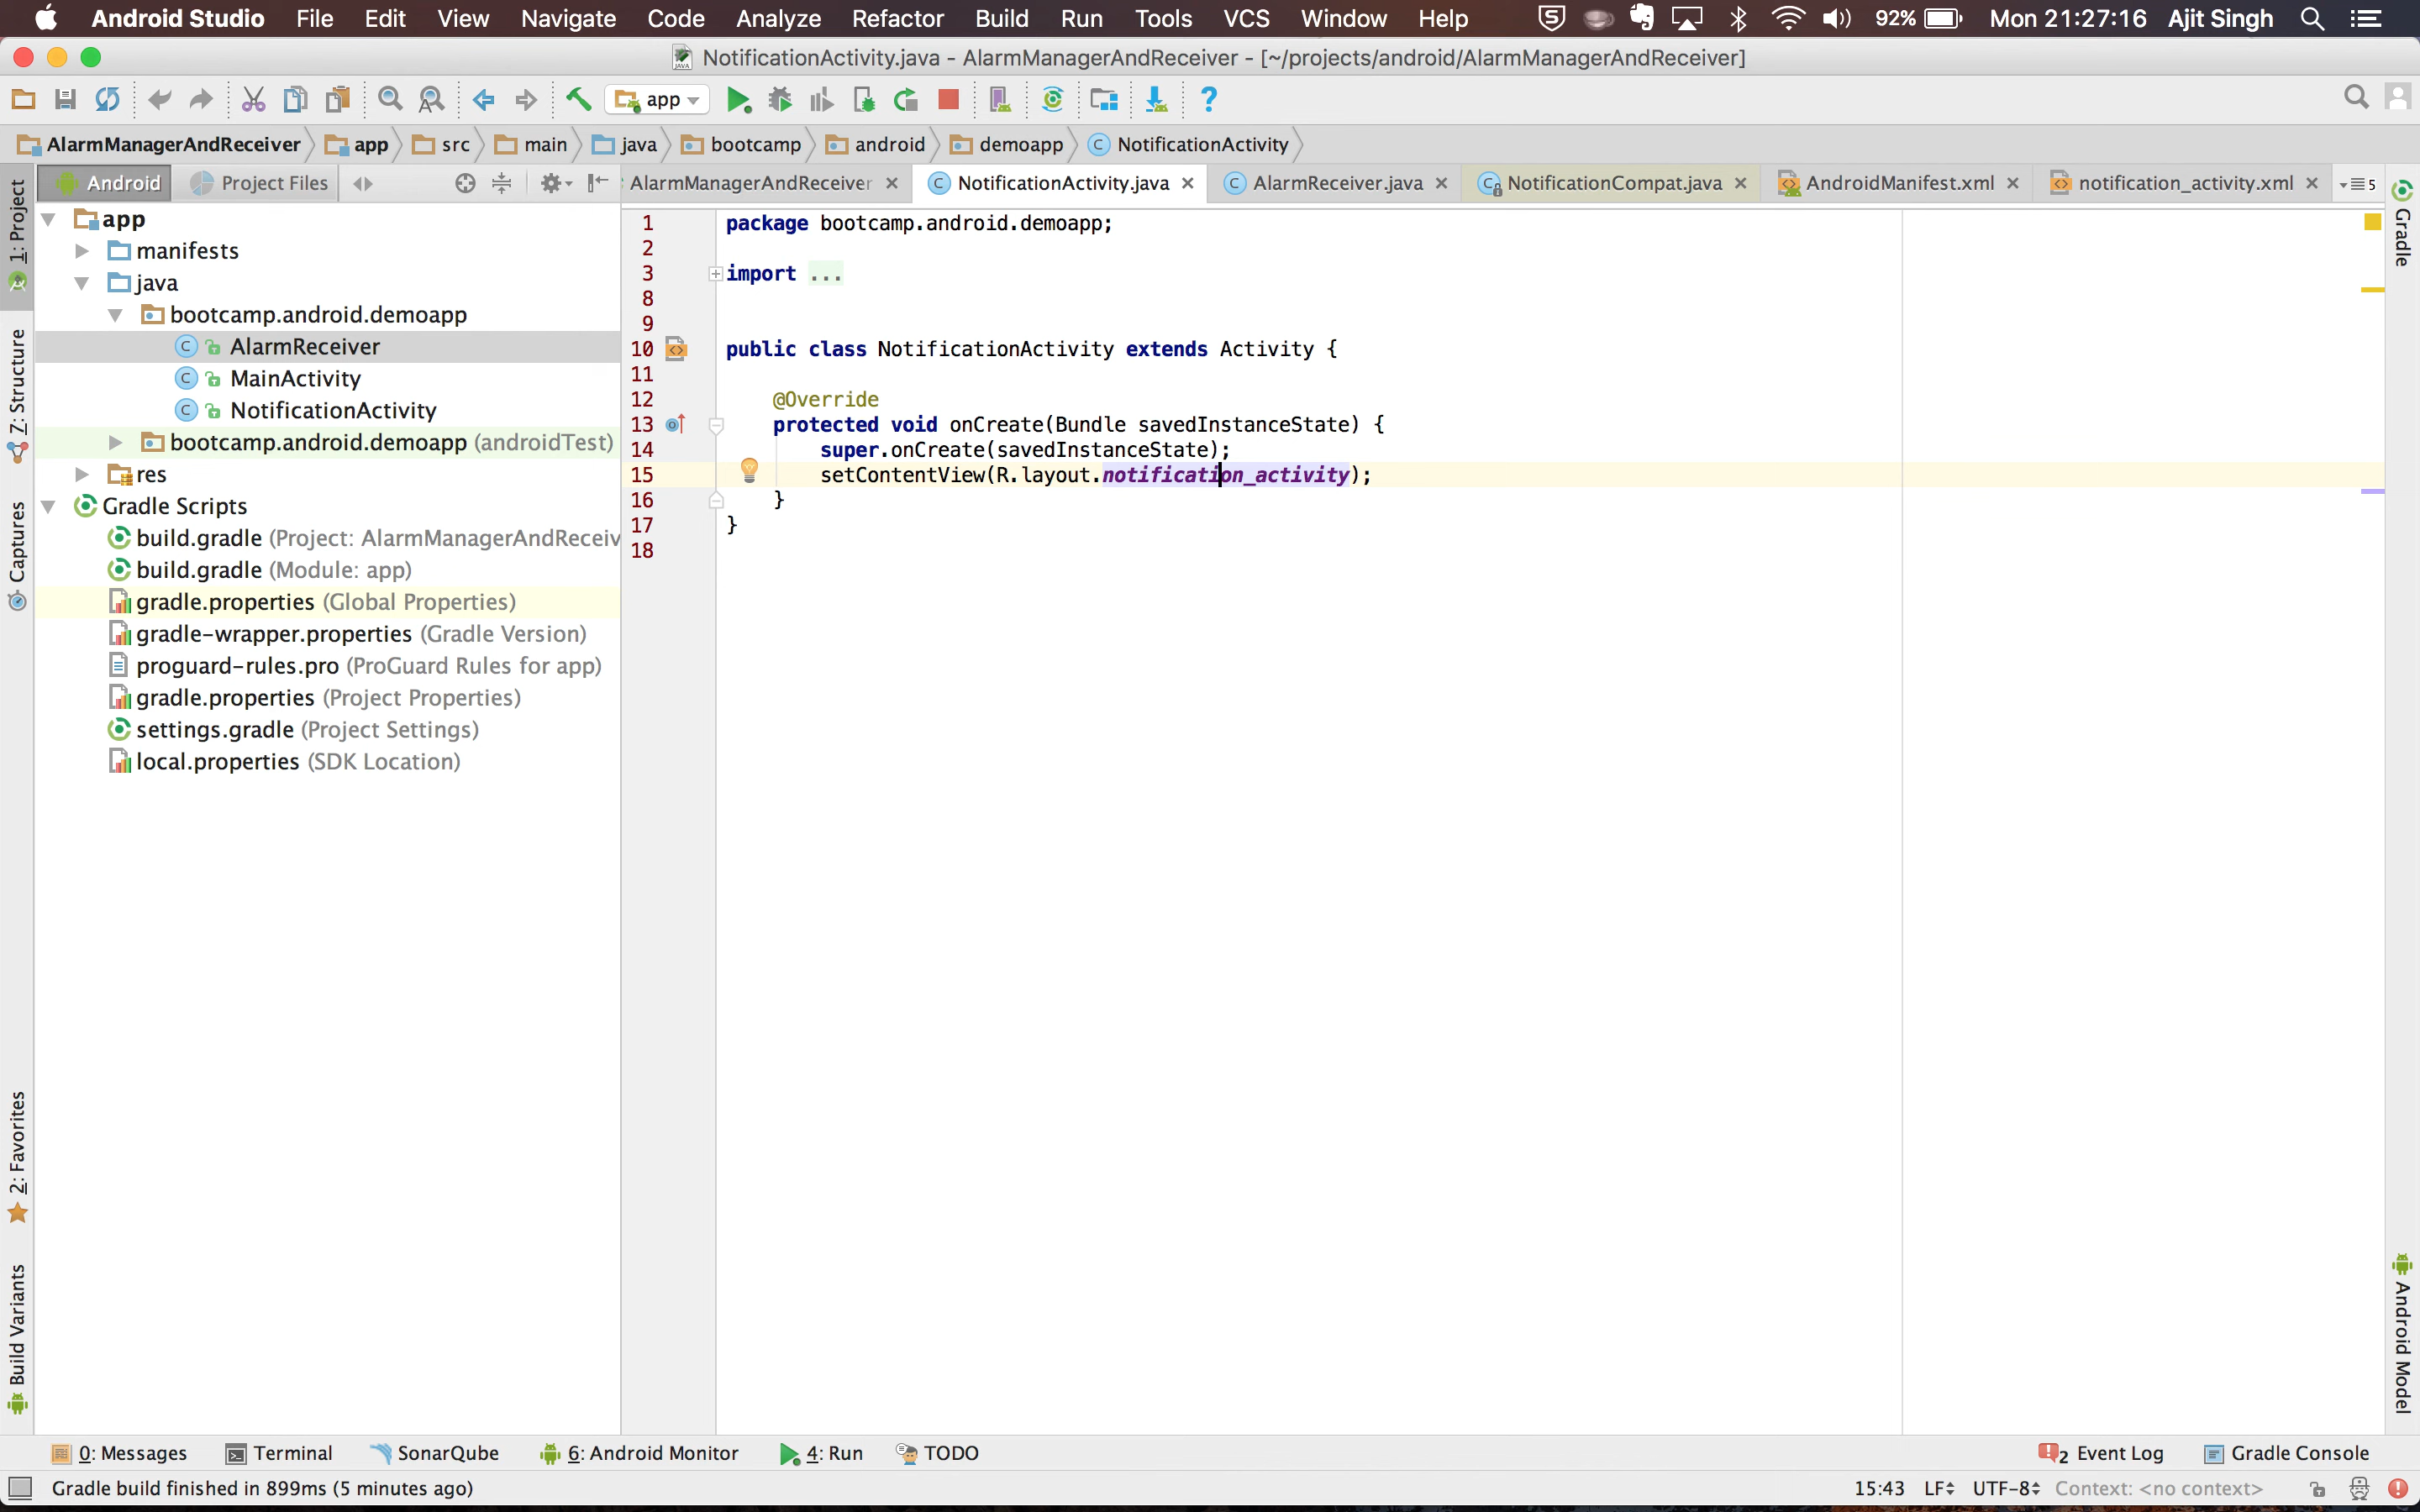 Android Studio File Edit View Navigate Code Analyze Refactor Build Run Tools VCS Window Help 92% Mon 21:27:16 Ajit Singh
NotificationActivity.java - AlarmManagerAndReceiver - [~/projects/android/AlarmManagerAndReceiver]
app
AlarmManagerAndReceiver app src main java bootcamp android demoapp NotificationActivity
Android Project Files AlarmManagerAndReceiver NotificationActivity.java AlarmReceiver.java NotificationCompat.java AndroidManifest.xml notification_activity.xml 5
1: Project
Z: Structure
Captures
2: Favorites
Build Variants
app
manifests
java
bootcamp.android.demoapp
AlarmReceiver
MainActivity
NotificationActivity
bootcamp.android.demoapp (androidTest)
res
Gradle Scripts
build.gradle (Project: AlarmManagerAndReceiv
build.gradle (Module: app)
gradle.properties (Global Properties)
gradle-wrapper.properties (Gradle Version)
proguard-rules.pro (ProGuard Rules for app)
gradle.properties (Project Properties)
settings.gradle (Project Settings)
local.properties (SDK Location)
1 package bootcamp.android.demoapp;
2
3 import ...
8
9
10 public class NotificationActivity extends Activity {
11
12 @Override
13 protected void onCreate(Bundle savedInstanceState) {
14 super.onCreate(savedInstanceState);
15 setContentView(R.layout.notification_activity);
16 }
17 }
18
Gradle
Android Model
0: Messages Terminal SonarQube 6: Android Monitor 4: Run TODO 2 Event Log Gradle Console
Gradle build finished in 899ms (5 minutes ago) 15:43 LF UTF-8 Context: <no context>